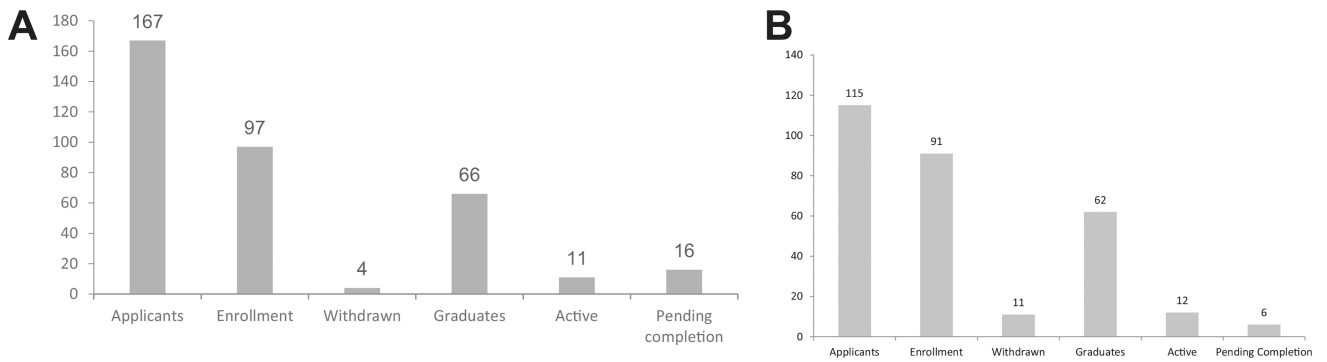 A
180
160
140
120
100
80
60
40
20
0
167
97
4
66
11
16
Applicants
Enrollment
Withdrawn
Graduates
Active
Pending
completion
B
140
120
100
80
60
40
20
0
115
91
11
62
12
6
Applicants
Enrollment
Withdrawn
Graduates
Active
Pending Completion